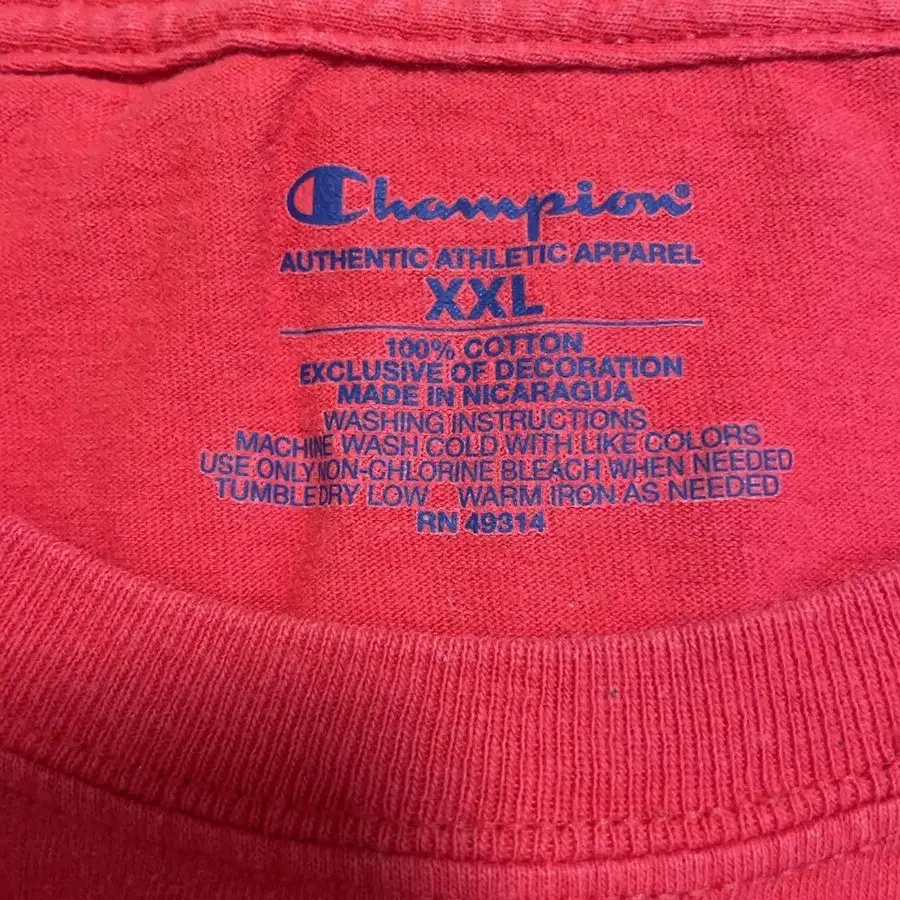 Champion®
AUTHENTIC ATHLETIC APPAREL
XXL
100% COTTON
EXCLUSIVE OF DECORATION
MADE IN NICARAGUA
WASHING INSTRUCTIONS
MACHINE WASH COLD WITH LIKE COLORS
USE ONLY NON-CHLORINE BLEACH WHEN NEEDED
TUMBLE DRY LOW WARM IRON AS NEEDED
RN 49314